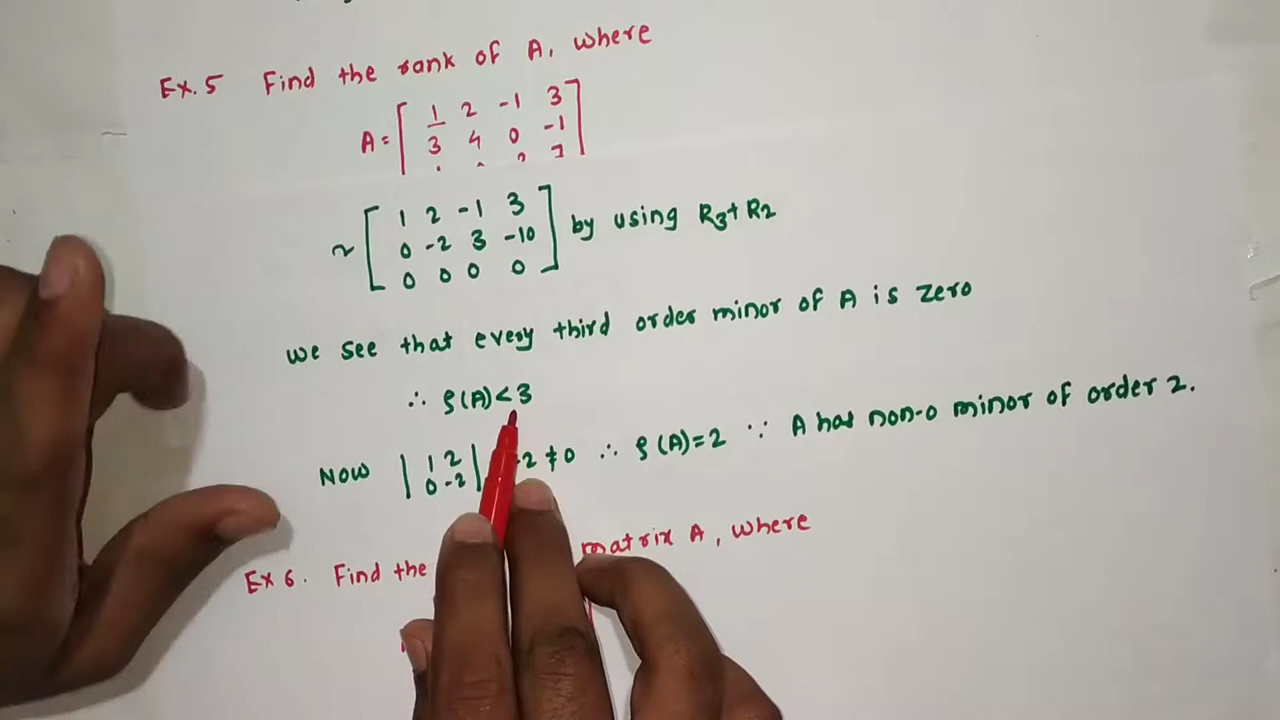 Ex.5 Find the rank of A, where
A = [ 1 2 -1 3
3 4 0 -1
~ [ 1 2 -1 3
0 -2 3 -10
0 0 0 0 ] by using R3+R2
We see that every third order minor of A is zero
∴ ρ(A) < 3
Now | 1 2 | -2 ≠ 0 ∴ ρ(A) = 2 ∵ A has non-0 minor of order 2.
| 0 -2 |
Ex 6. Find the matrix A, where